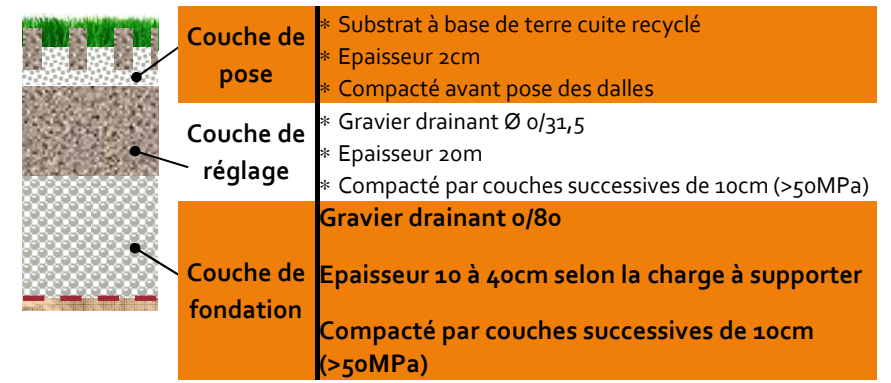 Couche de
pose
* Substrat à base de terre cuite recyclé
* Epaisseur 2cm
* Compacté avant pose des dalles
Couche de
réglage
* Gravier drainant Ø 0/31,5
* Epaisseur 20m
* Compacté par couches successives de 10cm (>50MPa)
Couche de
fondation
Gravier drainant 0/80
Epaisseur 10 à 40cm selon la charge à supporter
Compacté par couches successives de 10cm
(>50MPa)